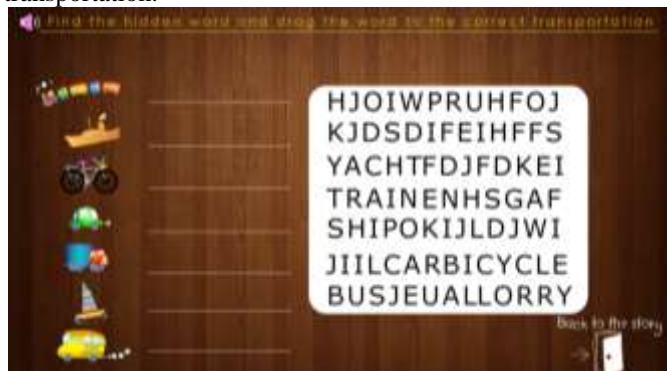 transportation.
Find the hidden word and drag the word to the correct transportation
HJOIWPRUHFOJ
KJDSDIFEIHFFS
YACHTFDJFDKEI
TRAINENHSGAF
SHIPOKIJLDJWI
JIILCARBICYCLE
BUSJEUALLORRY
Back to the story